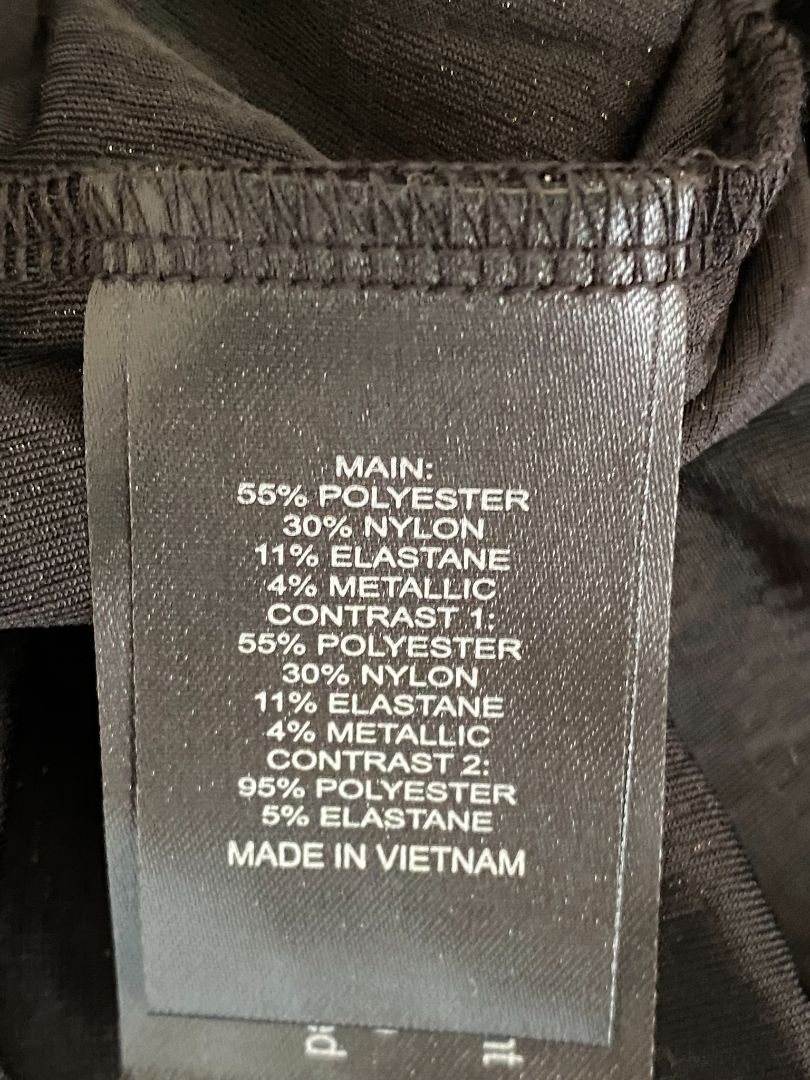 MAIN:
55% POLYESTER
30% NYLON
11% ELASTANE
4% METALLIC
CONTRAST 1:
55% POLYESTER
30% NYLON
11% ELASTANE
4% METALLIC
CONTRAST 2:
95% POLYESTER
5% ELASTANE
MADE IN VIETNAM